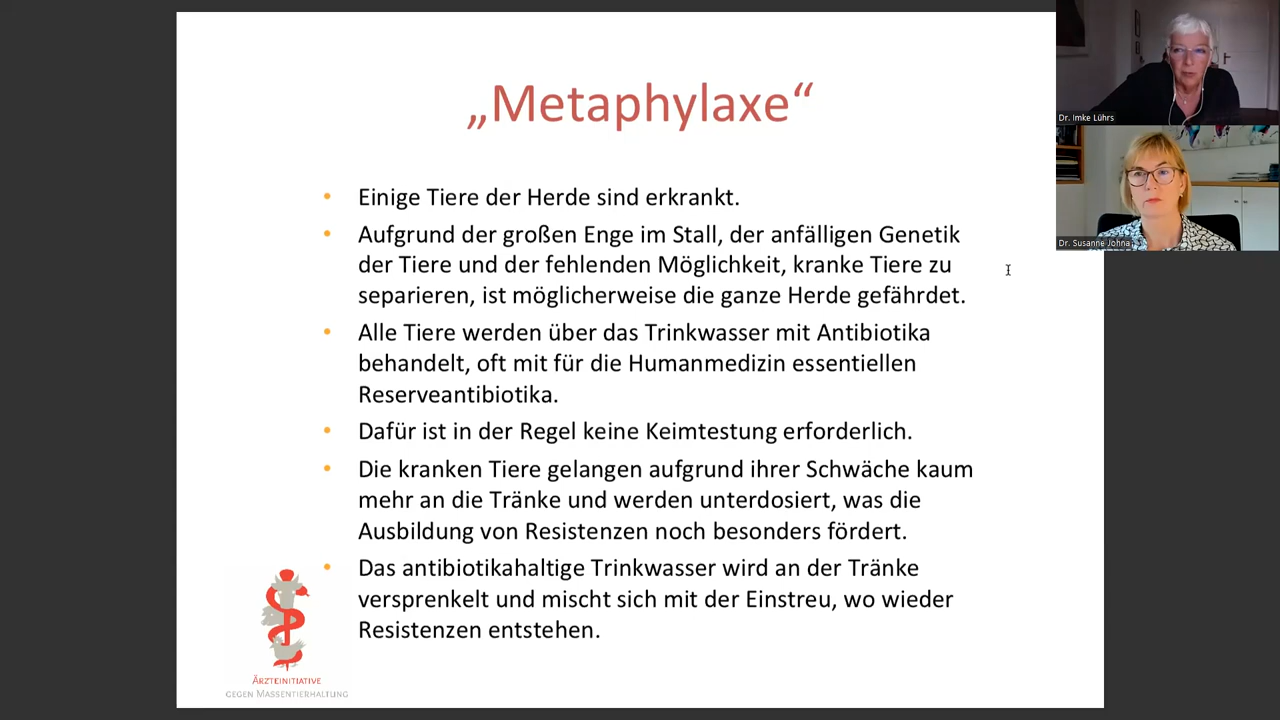 „Metaphylaxe“
• Einige Tiere der Herde sind erkrankt.
• Aufgrund der großen Enge im Stall, der anfälligen Genetik
der Tiere und der fehlenden Möglichkeit, kranke Tiere zu
separieren, ist möglicherweise die ganze Herde gefährdet.
• Alle Tiere werden über das Trinkwasser mit Antibiotika
behandelt, oft mit für die Humanmedizin essentiellen
Reserveantibiotika.
• Dafür ist in der Regel keine Keimtestung erforderlich.
• Die kranken Tiere gelangen aufgrund ihrer Schwäche kaum
mehr an die Tränke und werden unterdosiert, was die
Ausbildung von Resistenzen noch besonders fördert.
• Das antibiotikahaltige Trinkwasser wird an der Tränke
versprenkelt und mischt sich mit der Einstreu, wo wieder
Resistenzen entstehen.
ÄRZTEINITIATIVE
GEGEN MASSENTIERHALTUNG
Dr. Imke Lührs
Dr. Susanne Johna